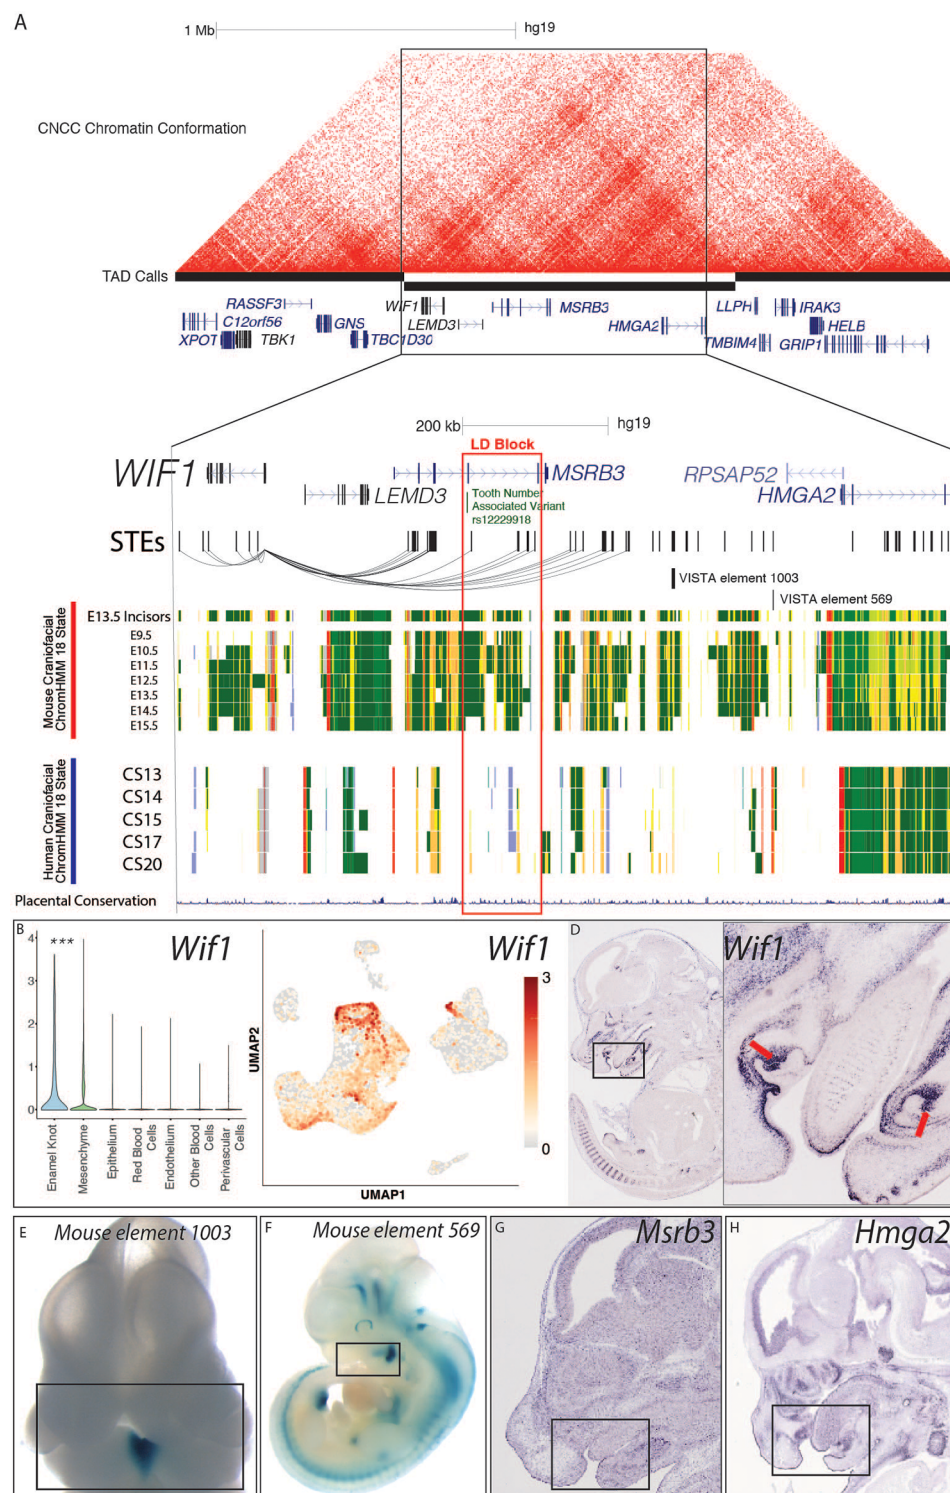 A
1 Mb
hg19
CNCC Chromatin Conformation
TAD Calls
RASSF3
WIF1
MSRB3
LLPH
IRAK3
C12orf56
GNS
LEMD3
HMGA2
HELB
XPOT
TBK1
TBC1D30
TMBIM4
GRIP1
200 kb
hg19
LD Block
WIF1
MSRB3
RPSAP52
LEMD3
HMGA2
Tooth Number
Associated Variant
rs12229918
STEs
VISTA element 1003
VISTA element 569
Mouse Craniofacial
ChromHMM 18 State
E13.5 Incisors
E9.5
E10.5
E11.5
E12.5
E13.5
E14.5
E15.5
Human Craniofacial
ChromHMM 18 State
CS13
CS14
CS15
CS17
CS20
Placental Conservation
B
***
Wif1
4
3
2
1
0
Enamel Knot
Mesenchyme
Epithelium
Red Blood
Cells
Endothelium
Other Blood
Cells
Perivascular
Cells
Wif1
3
0
UMAP2
UMAP1
D
Wif1
E
Mouse element 1003
F
Mouse element 569
G
Msrb3
H
Hmga2